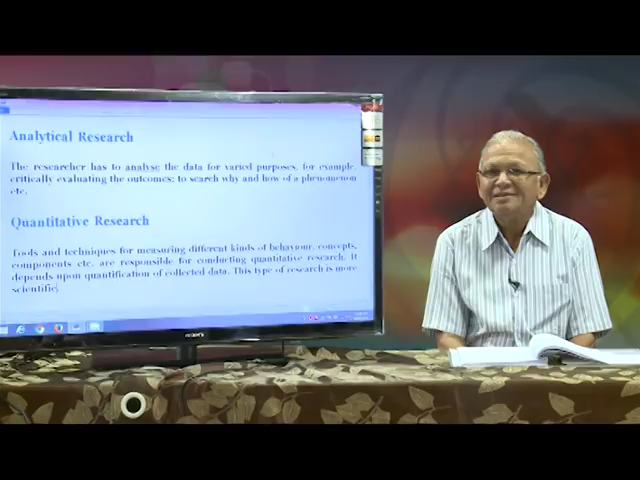 Analytical Research
The researcher has to analyse the data for varied purposes, for example,
critically evaluating the outcomes; to search why and how of a phenomenon
etc.
Quantitative Research
Tools and techniques for measuring different kinds of behaviour, concepts,
components etc. are responsible for conducting quantitative research. It
depends upon quantification of collected data. This type of research is more
scientific.